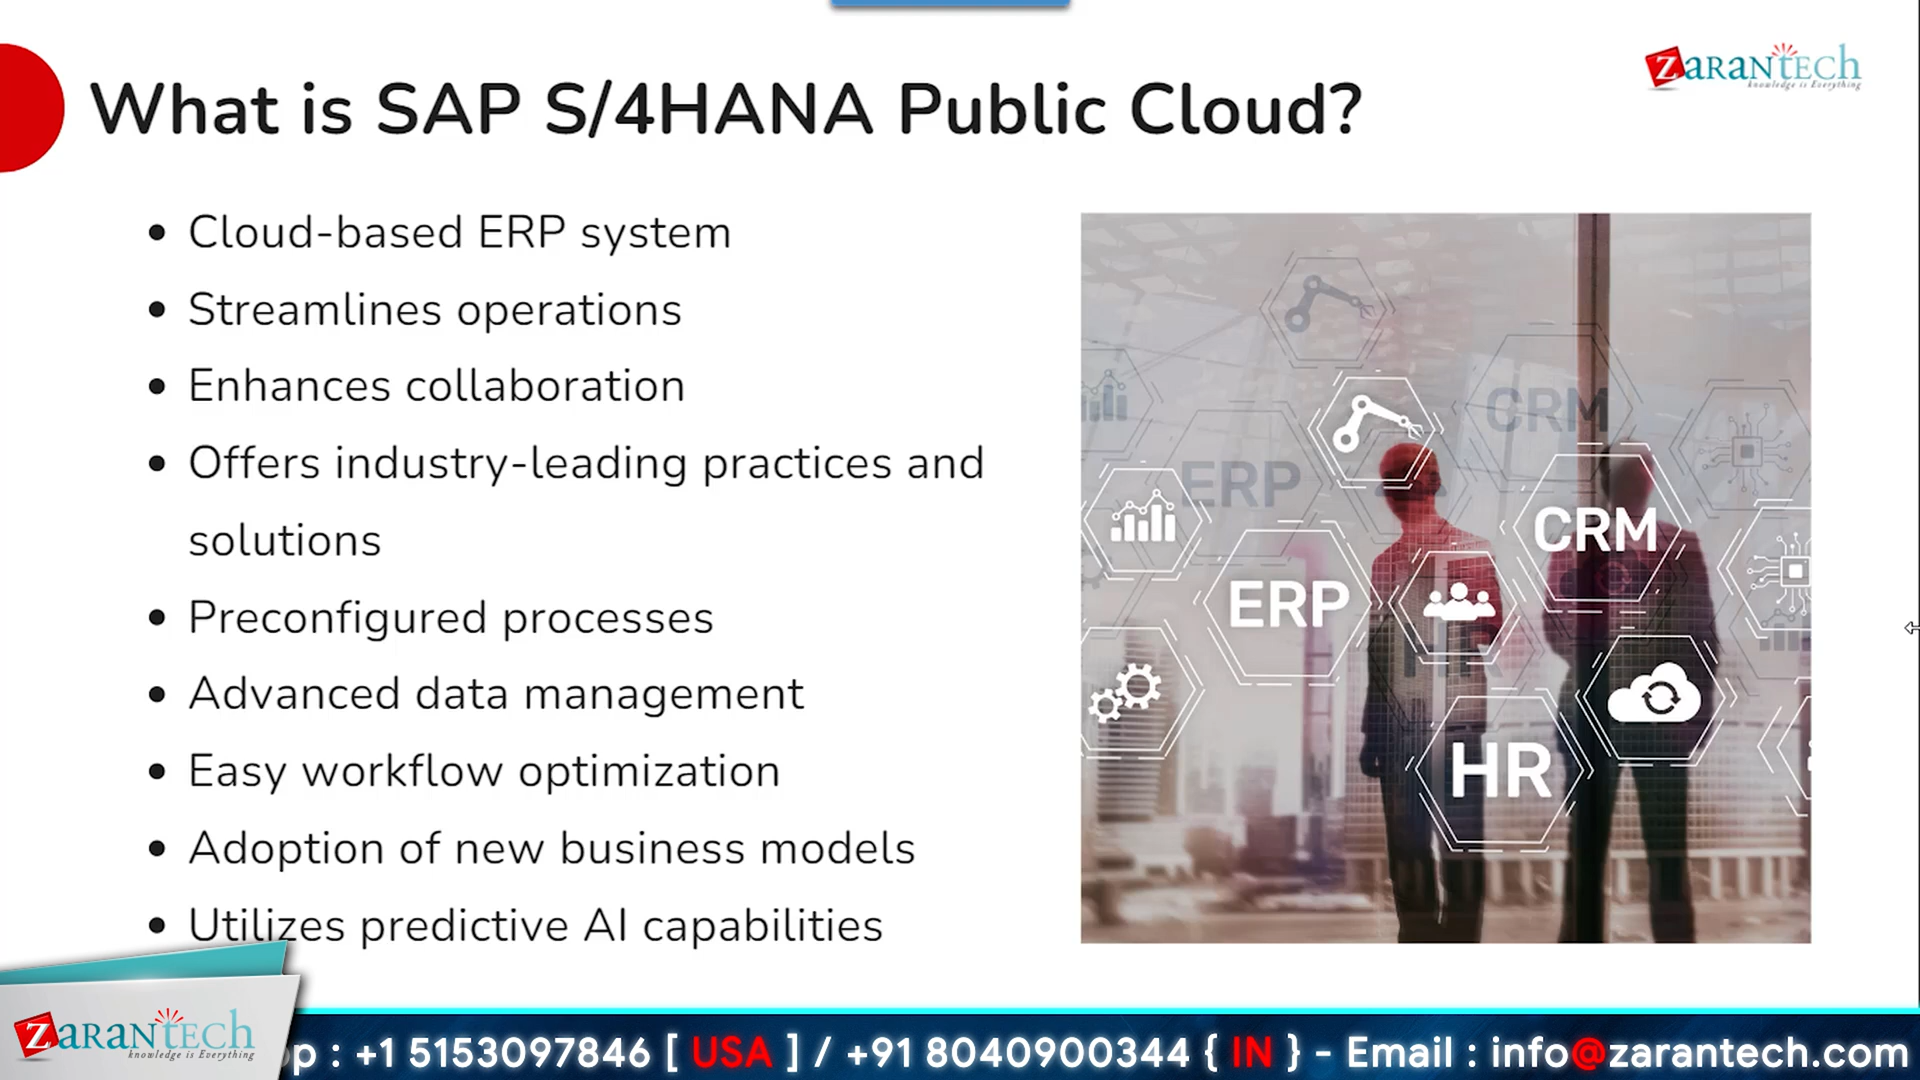 ZARANTECH
knowledge is Everything
What is SAP S/4HANA Public Cloud?
• Cloud-based ERP system
• Streamlines operations
• Enhances collaboration
• Offers industry-leading practices and
solutions
• Preconfigured processes
• Advanced data management
• Easy workflow optimization
• Adoption of new business models
• Utilizes predictive AI capabilities
CRM
ERP
CRM
ERP
HR
HR
ZARANTECH
knowledge is Everything
p : +1 5153097846 [ USA ] / +91 8040900344 { IN } - Email : info@zarantech.com